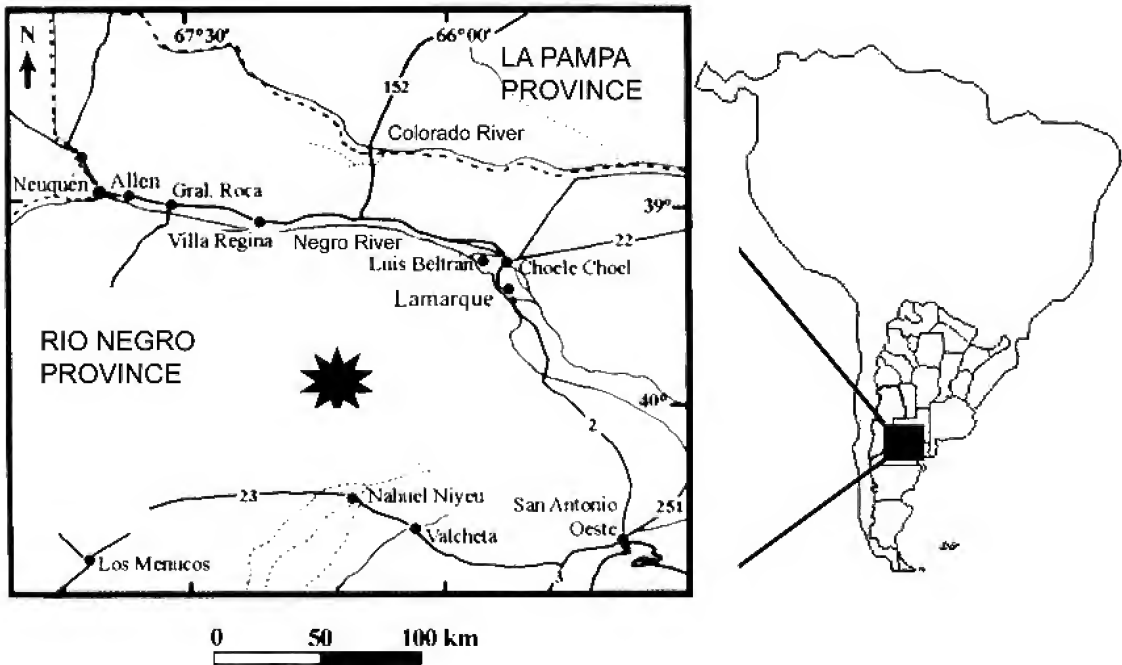 N
67°30'
66°00'
LA PAMPA
PROVINCE
152
Colorado River
Neuquén
Allen
Gral. Roca
39°
Villa Regina
Negro River
22
Luis Beltran
Choele Choel
Lamarque
RIO NEGRO
PROVINCE
40°
2
23
Nahuel Niyeu
San Antonio
Oeste
251
Valcheta
Los Menucos
3
0 50 100 km